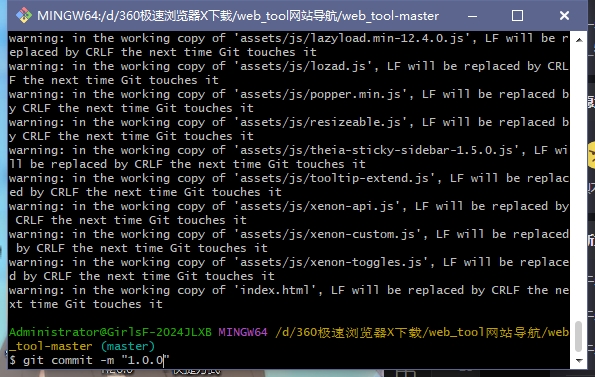 MINGW64:/d/360极速浏览器X下载/web_tool网站导航/web_tool-master
warning: in the working copy of 'assets/js/lazyload.min-12.4.0.js', LF will be r
eplaced by CRLF the next time Git touches it
warning: in the working copy of 'assets/js/lozad.js', LF will be replaced by CRL
F the next time Git touches it
warning: in the working copy of 'assets/js/popper.min.js', LF will be replaced b
y CRLF the next time Git touches it
warning: in the working copy of 'assets/js/resizeable.js', LF will be replaced b
y CRLF the next time Git touches it
warning: in the working copy of 'assets/js/theia-sticky-sidebar-1.5.0.js', LF wi
ll be replaced by CRLF the next time Git touches it
warning: in the working copy of 'assets/js/tooltip-extend.js', LF will be replac
ed by CRLF the next time Git touches it
warning: in the working copy of 'assets/js/xenon-api.js', LF will be replaced by
CRLF the next time Git touches it
warning: in the working copy of 'assets/js/xenon-custom.js', LF will be replaced
by CRLF the next time Git touches it
warning: in the working copy of 'assets/js/xenon-toggles.js', LF will be replace
d by CRLF the next time Git touches it
warning: in the working copy of 'index.html', LF will be replaced by CRLF the ne
xt time Git touches it
Administrator@GirlsF-2024JLXB MINGW64 /d/360极速浏览器X下载/web_tool网站导航/web
_tool-master (master)
$ git commit -m "1.0.0"